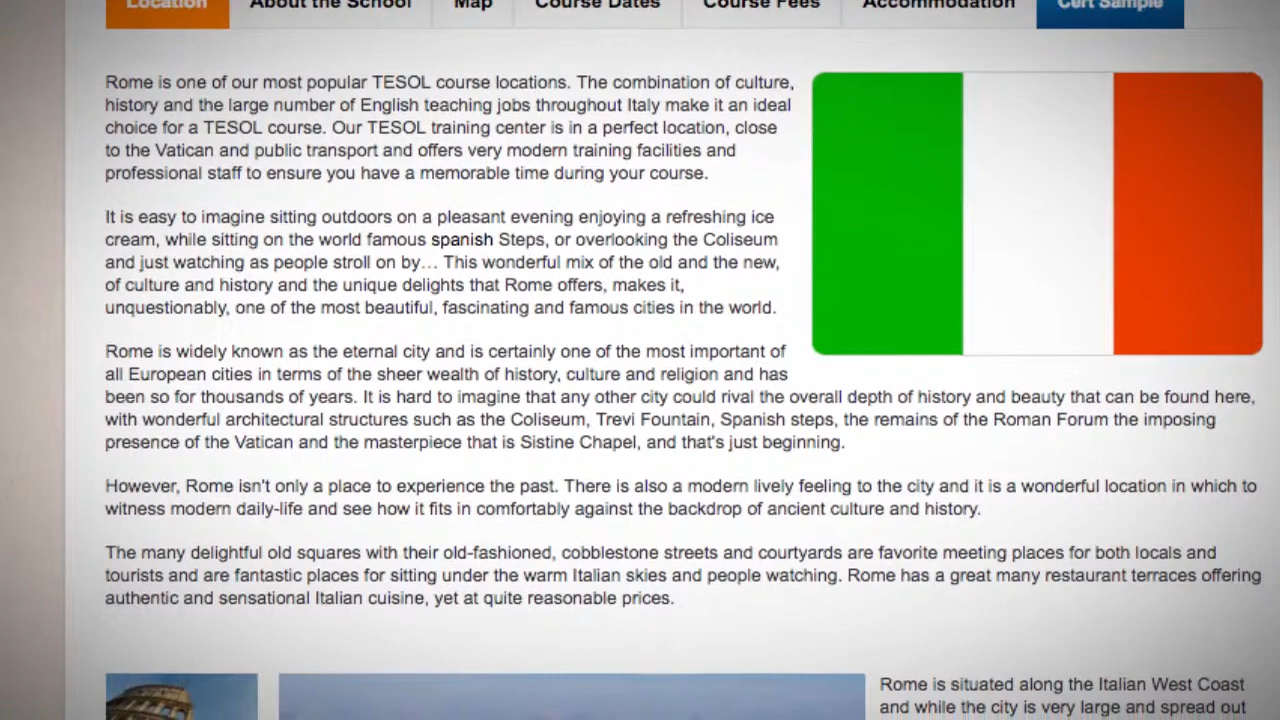 Location
About the School
Map
Course Dates
Course Fees
Accommodation
Cert Sample
Rome is one of our most popular TESOL course locations. The combination of culture,
history and the large number of English teaching jobs throughout Italy make it an ideal
choice for a TESOL course. Our TESOL training center is in a perfect location, close
to the Vatican and public transport and offers very modern training facilities and
professional staff to ensure you have a memorable time during your course.
It is easy to imagine sitting outdoors on a pleasant evening enjoying a refreshing ice
cream, while sitting on the world famous spanish Steps, or overlooking the Coliseum
and just watching as people stroll on by… This wonderful mix of the old and the new,
of culture and history and the unique delights that Rome offers, makes it,
unquestionably, one of the most beautiful, fascinating and famous cities in the world.
Rome is widely known as the eternal city and is certainly one of the most important of
all European cities in terms of the sheer wealth of history, culture and religion and has
been so for thousands of years. It is hard to imagine that any other city could rival the overall depth of history and beauty that can be found here,
with wonderful architectural structures such as the Coliseum, Trevi Fountain, Spanish steps, the remains of the Roman Forum the imposing
presence of the Vatican and the masterpiece that is Sistine Chapel, and that's just beginning.
However, Rome isn't only a place to experience the past. There is also a modern lively feeling to the city and it is a wonderful location in which to
witness modern daily-life and see how it fits in comfortably against the backdrop of ancient culture and history.
The many delightful old squares with their old-fashioned, cobblestone streets and courtyards are favorite meeting places for both locals and
tourists and are fantastic places for sitting under the warm Italian skies and people watching. Rome has a great many restaurant terraces offering
authentic and sensational Italian cuisine, yet at quite reasonable prices.
Rome is situated along the Italian West Coast
and while the city is very large and spread out